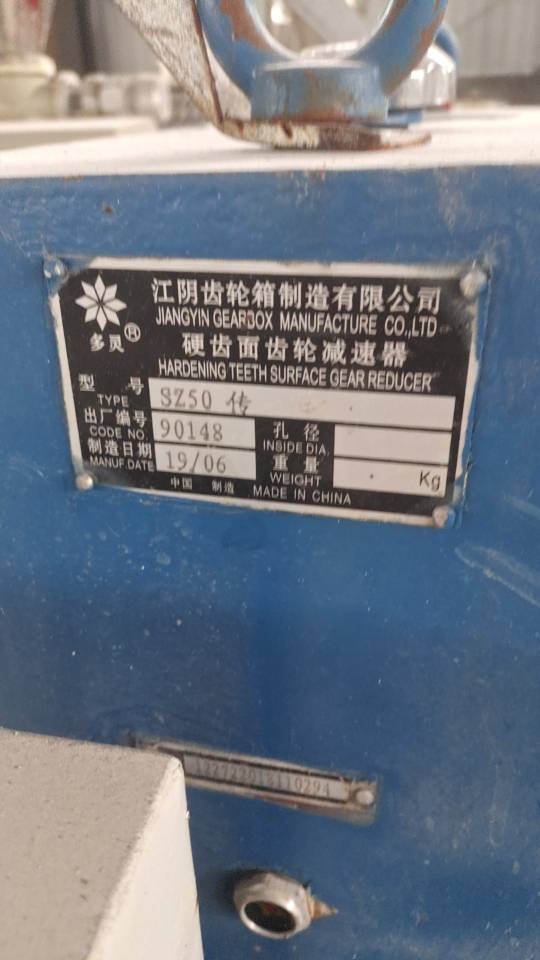 江阴齿轮箱制造有限公司
JIANGYIN GEARBOX MANUFACTURE CO.,LTD
多灵®
硬齿面齿轮减速器
HARDENING TEETH SURFACE GEAR REDUCER
型 号 SZ50 传
TYPE
出厂编号 90148 孔 径
CODE NO. INSIDE DIA.
制造日期 19/06 重 量 Kg
MANUF.DATE WEIGHT
中国 制造 MADE IN CHINA